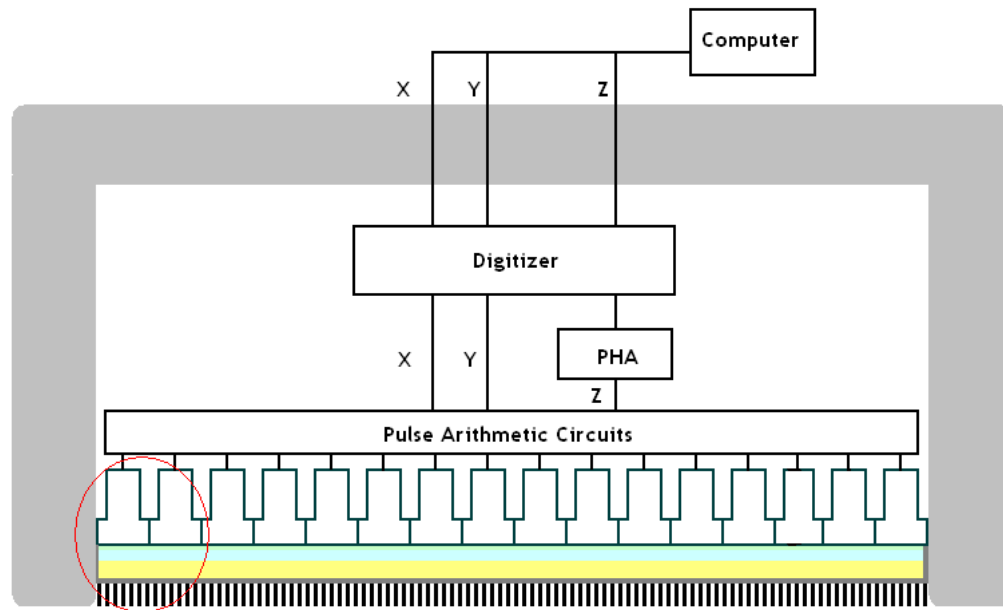 Computer
X Y Z
Digitizer
X Y PHA
Z
Pulse Arithmetic Circuits